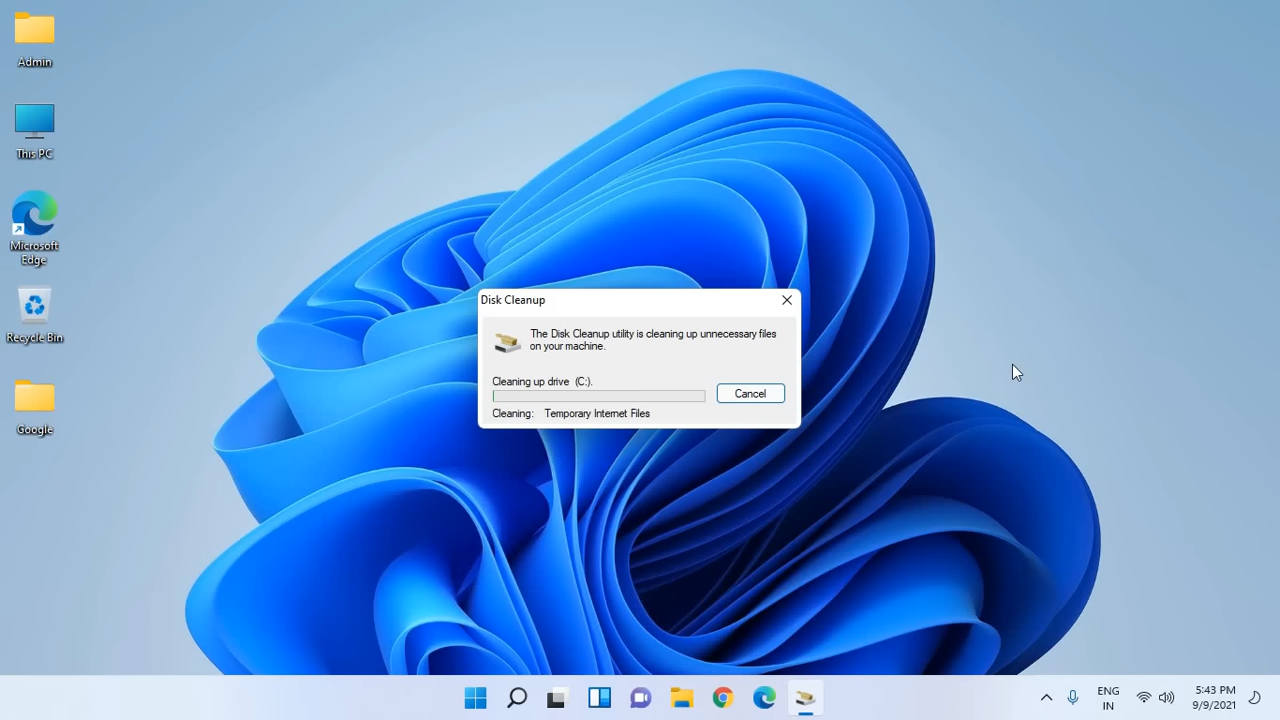 Admin
This PC
Microsoft
Edge
Recycle Bin
Google
Disk Cleanup
The Disk Cleanup utility is cleaning up unnecessary files
on your machine.
Cleaning up drive  (C:).
Cancel
Cleaning:   Temporary Internet Files
ENG
IN
5:43 PM
9/9/2021